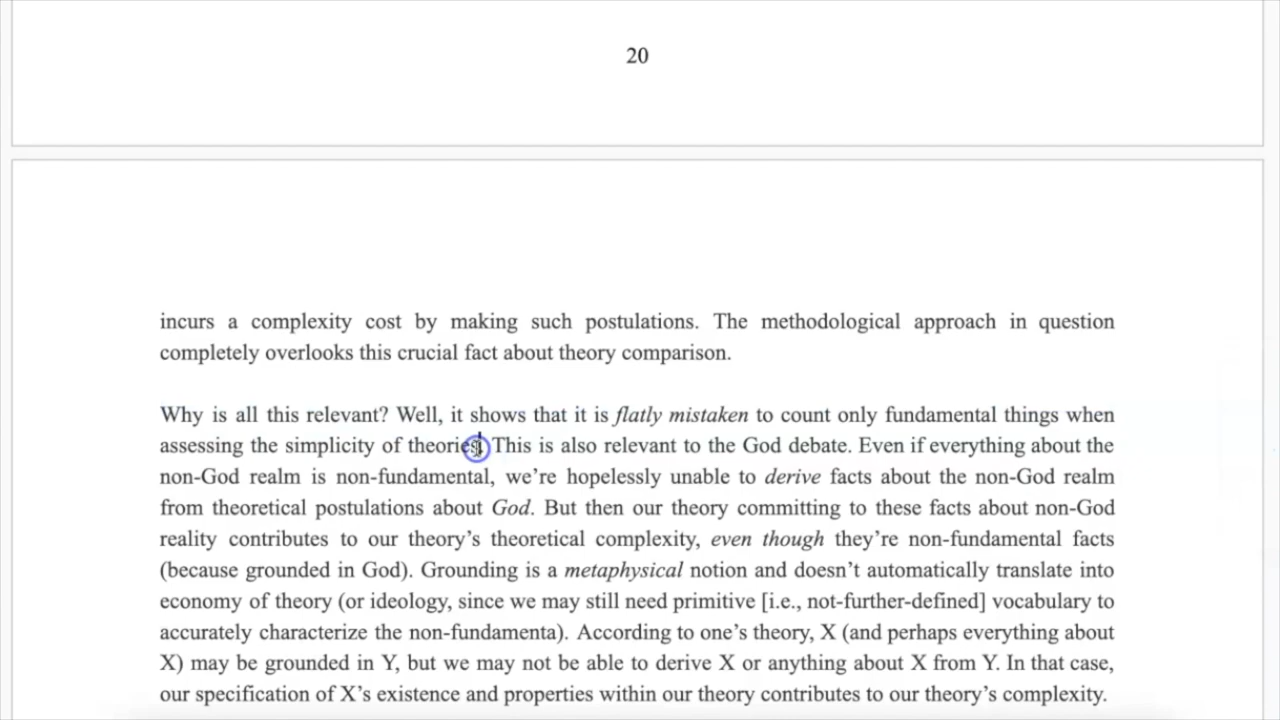 20
incurs a complexity cost by making such postulations. The methodological approach in question
completely overlooks this crucial fact about theory comparison.
Why is all this relevant? Well, it shows that it is flatly mistaken to count only fundamental things when
assessing the simplicity of theories. This is also relevant to the God debate. Even if everything about the
non-God realm is non-fundamental, we’re hopelessly unable to derive facts about the non-God realm
from theoretical postulations about God. But then our theory committing to these facts about non-God
reality contributes to our theory’s theoretical complexity, even though they’re non-fundamental facts
(because grounded in God). Grounding is a metaphysical notion and doesn’t automatically translate into
economy of theory (or ideology, since we may still need primitive [i.e., not-further-defined] vocabulary to
accurately characterize the non-fundamenta). According to one’s theory, X (and perhaps everything about
X) may be grounded in Y, but we may not be able to derive X or anything about X from Y. In that case,
our specification of X’s existence and properties within our theory contributes to our theory’s complexity.